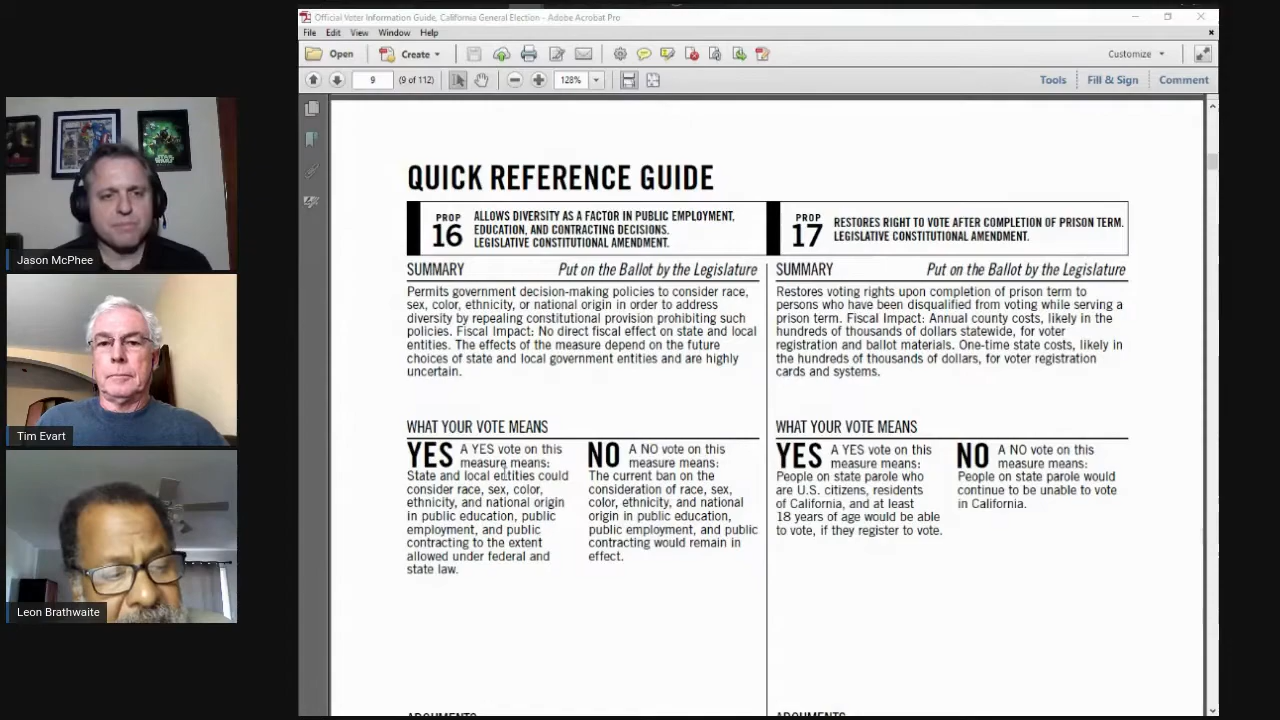 Official Voter Information Guide, California General Election - Adobe Acrobat Pro
File Edit View Window Help
Open Create Customize
9 (9 of 112) 128% Tools Fill & Sign Comment
STAR WARS
Jason McPhee
Tim Evart
Leon Brathwaite
QUICK REFERENCE GUIDE
PROP
16
ALLOWS DIVERSITY AS A FACTOR IN PUBLIC EMPLOYMENT,
EDUCATION, AND CONTRACTING DECISIONS.
LEGISLATIVE CONSTITUTIONAL AMENDMENT.
SUMMARY Put on the Ballot by the Legislature
Permits government decision-making policies to consider race,
sex, color, ethnicity, or national origin in order to address
diversity by repealing constitutional provision prohibiting such
policies. Fiscal Impact: No direct fiscal effect on state and local
entities. The effects of the measure depend on the future
choices of state and local government entities and are highly
uncertain.
WHAT YOUR VOTE MEANS
YES A YES vote on this
measure means:
State and local entities could
consider race, sex, color,
ethnicity, and national origin
in public education, public
employment, and public
contracting to the extent
allowed under federal and
state law.
NO A NO vote on this
measure means:
The current ban on the
consideration of race, sex,
color, ethnicity, and national
origin in public education,
public employment, and public
contracting would remain in
effect.
ARGUMENTS
PROP
17
RESTORES RIGHT TO VOTE AFTER COMPLETION OF PRISON TERM.
LEGISLATIVE CONSTITUTIONAL AMENDMENT.
SUMMARY Put on the Ballot by the Legislature
Restores voting rights upon completion of prison term to
persons who have been disqualified from voting while serving a
prison term. Fiscal Impact: Annual county costs, likely in the
hundreds of thousands of dollars statewide, for voter
registration and ballot materials. One-time state costs, likely in
the hundreds of thousands of dollars, for voter registration
cards and systems.
WHAT YOUR VOTE MEANS
YES A YES vote on this
measure means:
People on state parole who
are U.S. citizens, residents
of California, and at least
18 years of age would be able
to vote, if they register to vote.
NO A NO vote on this
measure means:
People on state parole would
continue to be unable to vote
in California.
ARGUMENTS